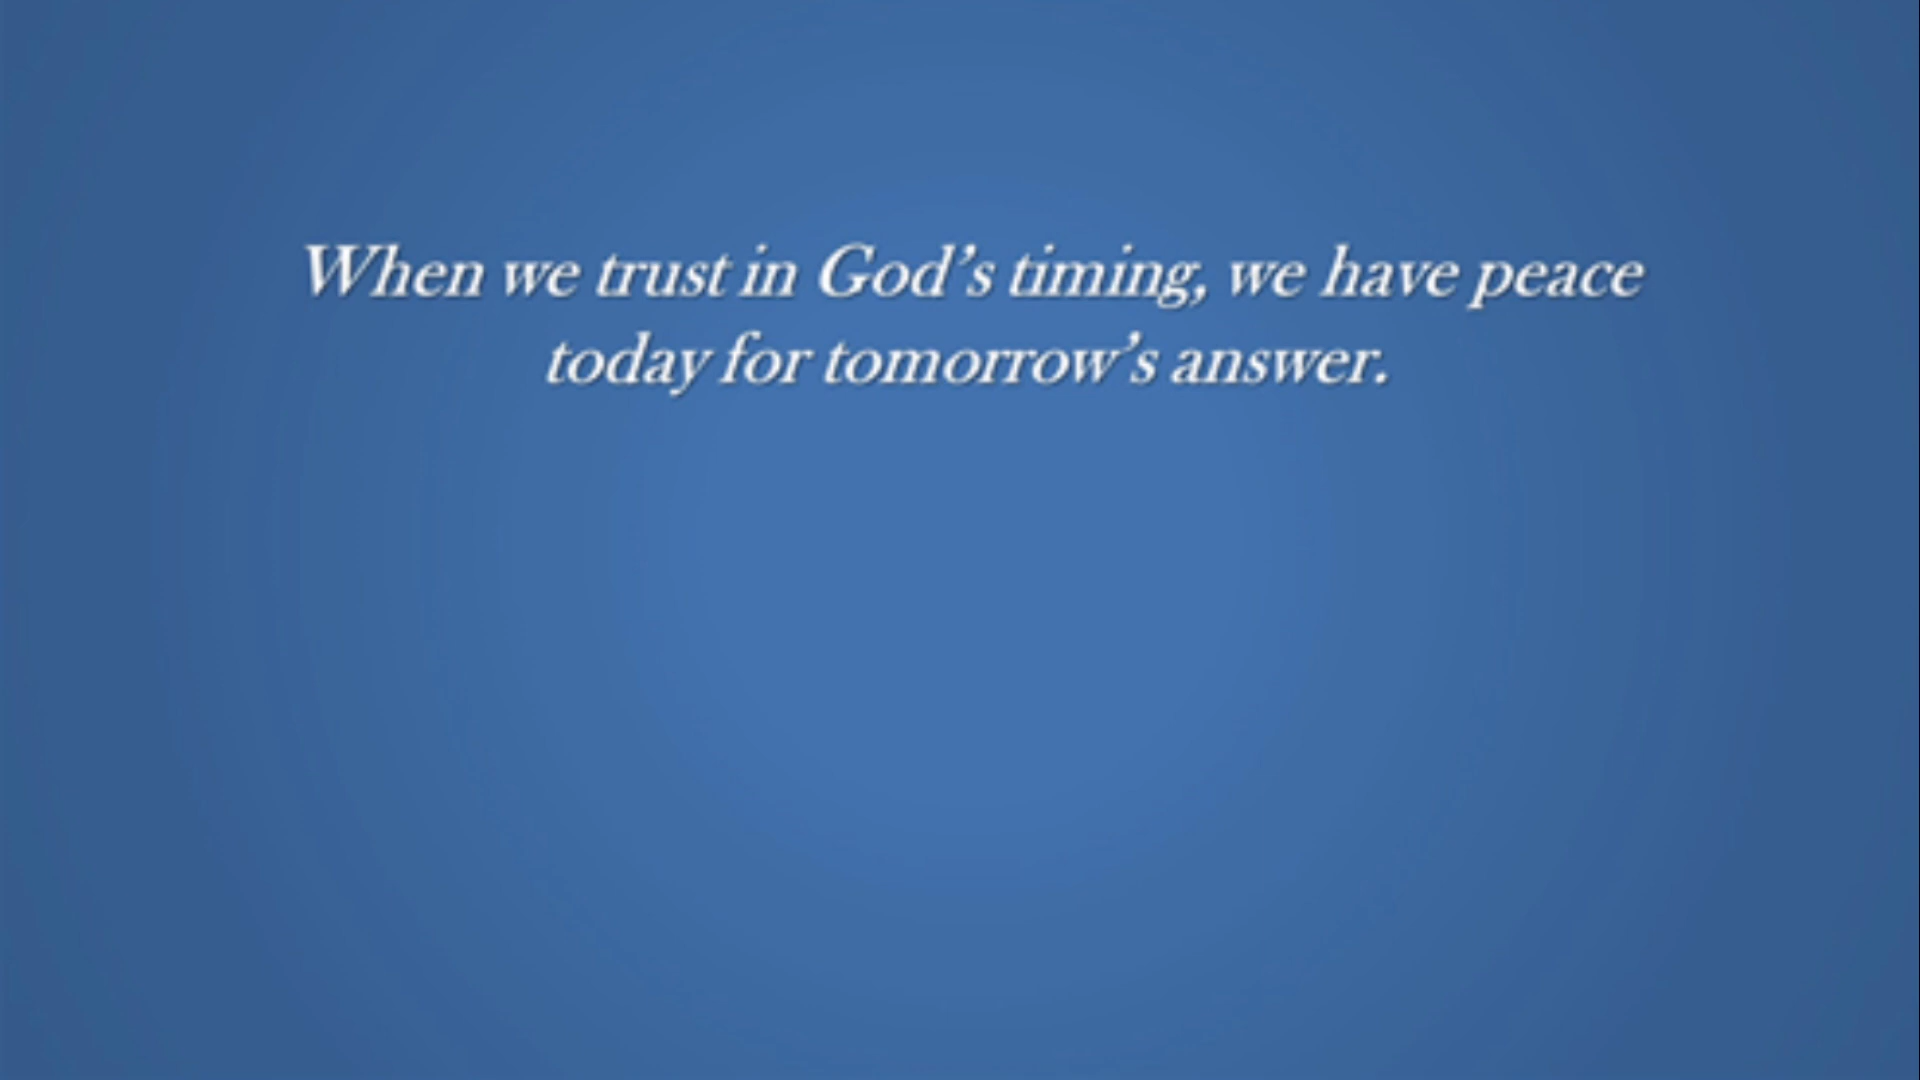 When we trust in God’s timing, we have peace
today for tomorrow’s answer.